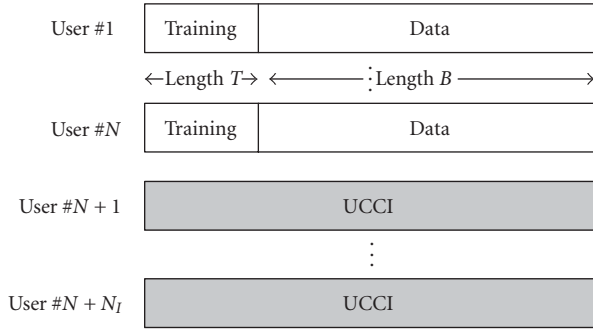 User #1 Training Data
Length T Length B
User #N Training Data
User #N + 1 UCCI
User #N + N_I UCCI